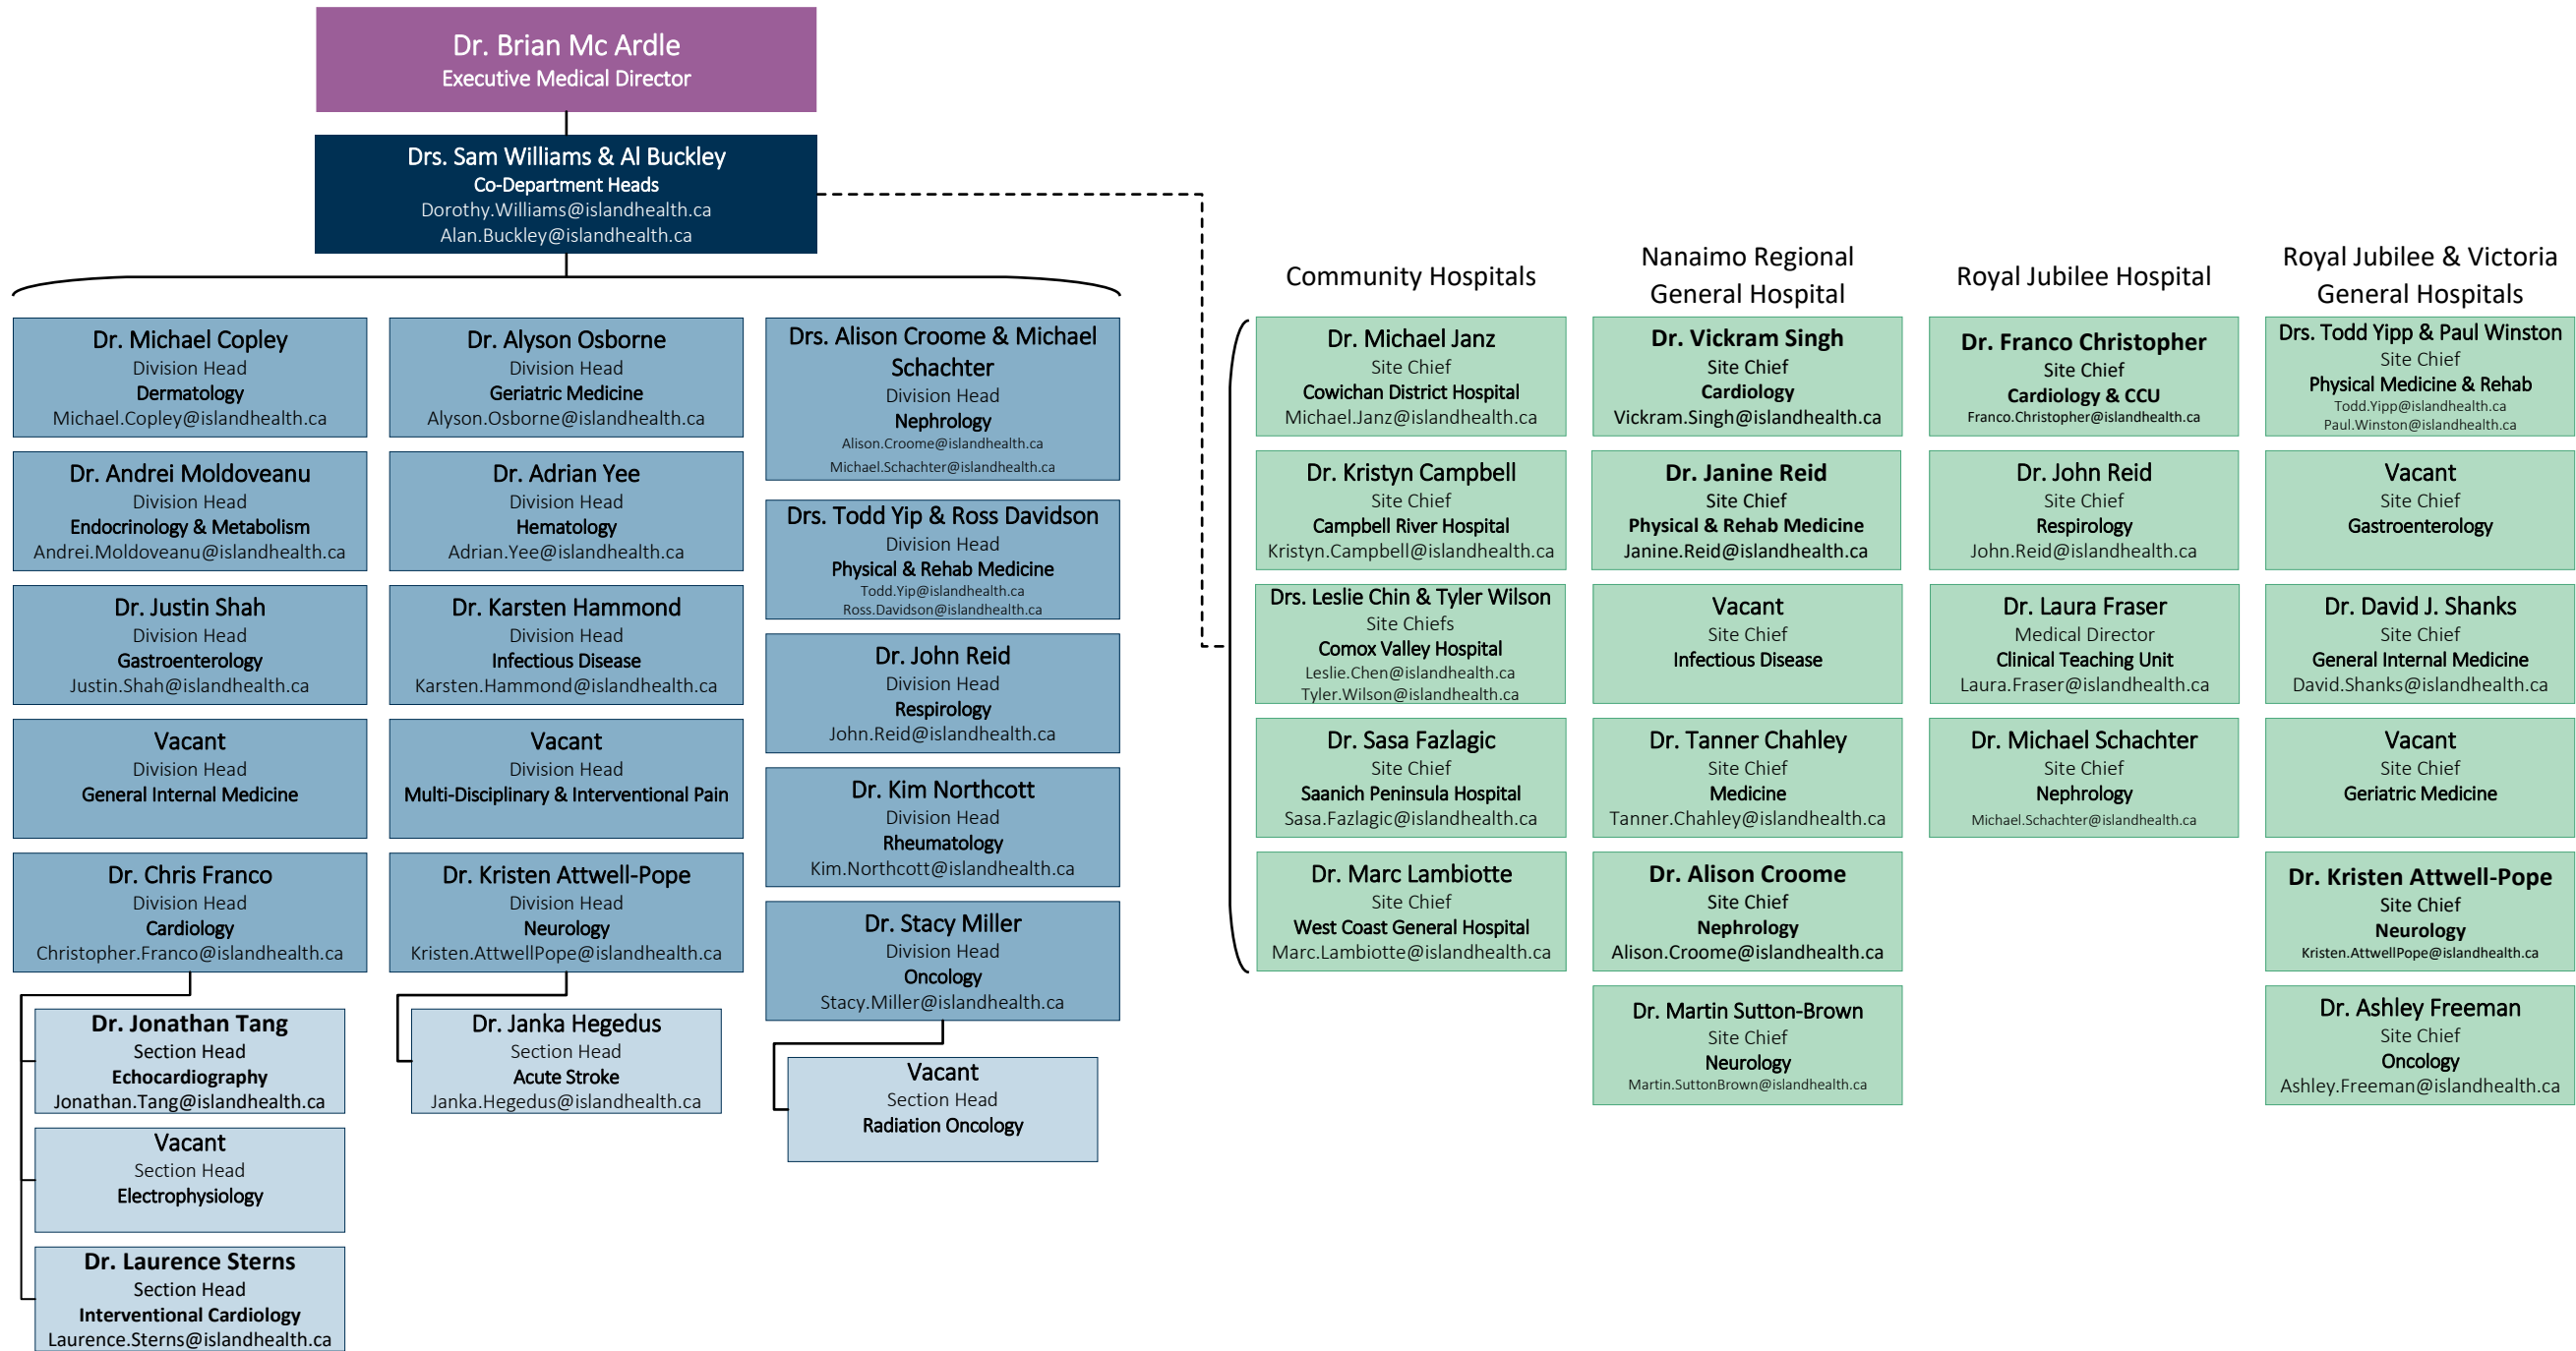 Dr. Brian Mc Ardle
Executive Medical Director
Drs. Sam Williams & Al Buckley
Co-Department Heads
Dorothy.Williams@islandhealth.ca
Alan.Buckley@islandhealth.ca
Dr. Michael Copley
Division Head
Dermatology
Michael.Copley@islandhealth.ca
Dr. Andrei Moldoveanu
Division Head
Endocrinology & Metabolism
Andrei.Moldoveanu@islandhealth.ca
Dr. Justin Shah
Division Head
Gastroenterology
Justin.Shah@islandhealth.ca
Vacant
Division Head
General Internal Medicine
Dr. Chris Franco
Division Head
Cardiology
Christopher.Franco@islandhealth.ca
Dr. Jonathan Tang
Section Head
Echocardiography
Jonathan.Tang@islandhealth.ca
Vacant
Section Head
Electrophysiology
Dr. Laurence Sterns
Section Head
Interventional Cardiology
Laurence.Sterns@islandhealth.ca
Dr. Alyson Osborne
Division Head
Geriatric Medicine
Alyson.Osborne@islandhealth.ca
Dr. Adrian Yee
Division Head
Hematology
Adrian.Yee@islandhealth.ca
Dr. Karsten Hammond
Division Head
Infectious Disease
Karsten.Hammond@islandhealth.ca
Vacant
Division Head
Multi-Disciplinary & Interventional Pain
Dr. Kristen Attwell-Pope
Division Head
Neurology
Kristen.AttwellPope@islandhealth.ca
Dr. Janka Hegedus
Section Head
Acute Stroke
Janka.Hegedus@islandhealth.ca
Drs. Alison Croome & Michael
Schachter
Division Head
Nephrology
Alison.Croome@islandhealth.ca
Michael.Schachter@islandhealth.ca
Drs. Todd Yip & Ross Davidson
Division Head
Physical & Rehab Medicine
Todd.Yip@islandhealth.ca
Ross.Davidson@islandhealth.ca
Dr. John Reid
Division Head
Respirology
John.Reid@islandhealth.ca
Dr. Kim Northcott
Division Head
Rheumatology
Kim.Northcott@islandhealth.ca
Dr. Stacy Miller
Division Head
Oncology
Stacy.Miller@islandhealth.ca
Vacant
Section Head
Radiation Oncology
Community Hospitals
Dr. Michael Janz
Site Chief
Cowichan District Hospital
Michael.Janz@islandhealth.ca
Dr. Kristyn Campbell
Site Chief
Campbell River Hospital
Kristyn.Campbell@islandhealth.ca
Drs. Leslie Chin & Tyler Wilson
Site Chiefs
Comox Valley Hospital
Leslie.Chen@islandhealth.ca
Tyler.Wilson@islandhealth.ca
Dr. Sasa Fazlagic
Site Chief
Saanich Peninsula Hospital
Sasa.Fazlagic@islandhealth.ca
Dr. Marc Lambiotte
Site Chief
West Coast General Hospital
Marc.Lambiotte@islandhealth.ca
Nanaimo Regional
General Hospital
Dr. Vickram Singh
Site Chief
Cardiology
Vickram.Singh@islandhealth.ca
Dr. Janine Reid
Site Chief
Physical & Rehab Medicine
Janine.Reid@islandhealth.ca
Vacant
Site Chief
Infectious Disease
Dr. Tanner Chahley
Site Chief
Medicine
Tanner.Chahley@islandhealth.ca
Dr. Alison Croome
Site Chief
Nephrology
Alison.Croome@islandhealth.ca
Dr. Martin Sutton-Brown
Site Chief
Neurology
Martin.SuttonBrown@islandhealth.ca
Royal Jubilee Hospital
Dr. Franco Christopher
Site Chief
Cardiology & CCU
Franco.Christopher@islandhealth.ca
Dr. John Reid
Site Chief
Respirology
John.Reid@islandhealth.ca
Dr. Laura Fraser
Medical Director
Clinical Teaching Unit
Laura.Fraser@islandhealth.ca
Dr. Michael Schachter
Site Chief
Nephrology
Michael.Schachter@islandhealth.ca
Royal Jubilee & Victoria
General Hospitals
Drs. Todd Yipp & Paul Winston
Site Chief
Physical Medicine & Rehab
Todd.Yipp@islandhealth.ca
Paul.Winston@islandhealth.ca
Vacant
Site Chief
Gastroenterology
Dr. David J. Shanks
Site Chief
General Internal Medicine
David.Shanks@islandhealth.ca
Vacant
Site Chief
Geriatric Medicine
Dr. Kristen Attwell-Pope
Site Chief
Neurology
Kristen.AttwellPope@islandhealth.ca
Dr. Ashley Freeman
Site Chief
Oncology
Ashley.Freeman@islandhealth.ca